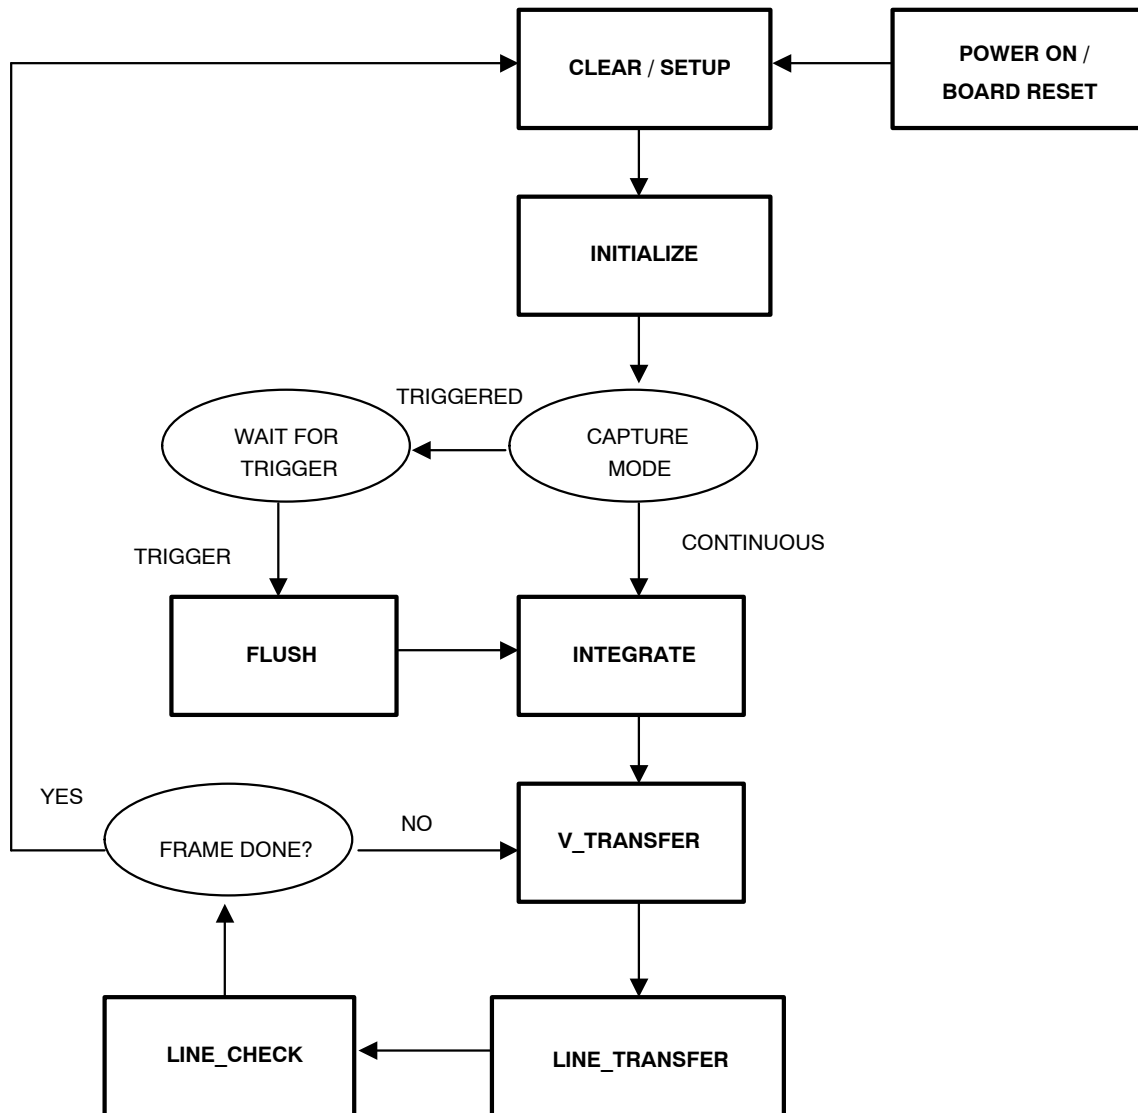 CLEAR / SETUP
POWER ON /
BOARD RESET
INITIALIZE
TRIGGERED
WAIT FOR
TRIGGER
CAPTURE
MODE
TRIGGER
CONTINUOUS
FLUSH
INTEGRATE
YES
FRAME DONE?
NO
V_TRANSFER
LINE_CHECK
LINE_TRANSFER